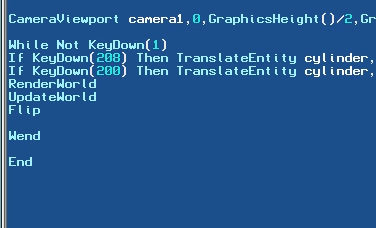 CameraViewport camera1,0,GraphicsHeight()/2,Gr
While Not KeyDown(1)
If KeyDown(208) Then TranslateEntity cylinder,
If KeyDown(200) Then TranslateEntity cylinder,
RenderWorld
UpdateWorld
Flip
Wend
End